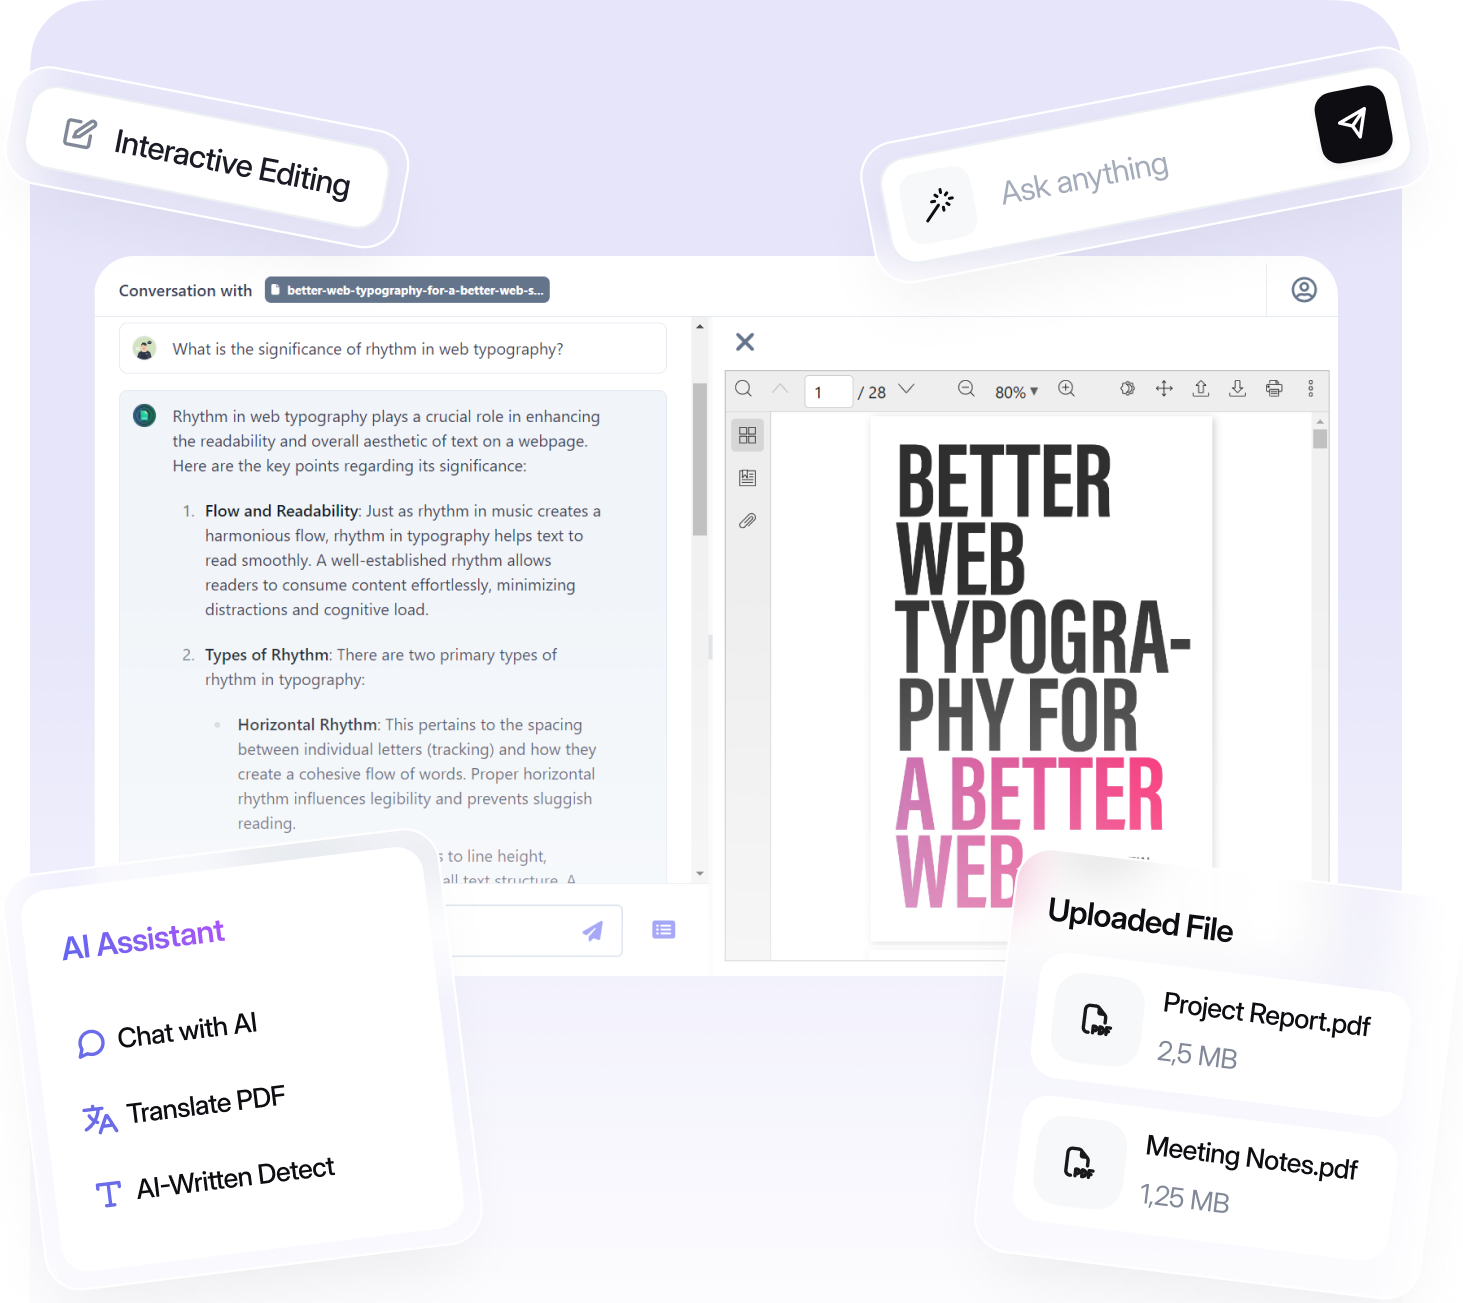 Interactive Editing
Ask anything
Conversation with
better-web-typography-for-a-better-web-s...
What is the significance of rhythm in web typography?
Rhythm in web typography plays a crucial role in enhancing
the readability and overall aesthetic of text on a webpage.
Here are the key points regarding its significance:
1. Flow and Readability: Just as rhythm in music creates a
harmonious flow, rhythm in typography helps text to
read smoothly. A well-established rhythm allows
readers to consume content effortlessly, minimizing
distractions and cognitive load.
2. Types of Rhythm: There are two primary types of
rhythm in typography:
Horizontal Rhythm: This pertains to the spacing
between individual letters (tracking) and how they
create a cohesive flow of words. Proper horizontal
rhythm influences legibility and prevents sluggish
reading.
s to line height,
all text structure. A
1 / 28
80%
BETTER
WEB
TYPOGRA-
PHY FOR
A BETTER
WEB
AI Assistant
Chat with AI
Translate PDF
AI-Written Detect
Uploaded File
Project Report.pdf
2,5 MB
Meeting Notes.pdf
1,25 MB